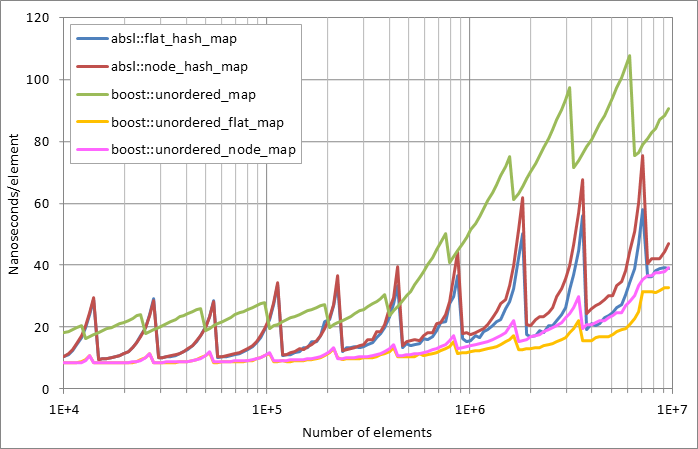 120
100
80
60
40
20
0
Nanoseconds/element
absl::flat_hash_map
absl::node_hash_map
boost::unordered_map
boost::unordered_flat_map
boost::unordered_node_map
1E+4
1E+5
1E+6
1E+7
Number of elements